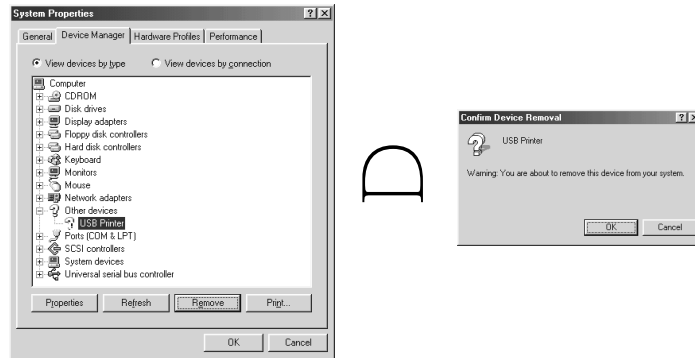 System Properties
General Device Manager Hardware Profiles Performance
View devices by type View devices by connection
Computer
CDROM
Disk drives
Display adapters
Floppy disk controllers
Hard disk controllers
Keyboard
Monitors
Mouse
Network adapters
Other devices
USB Printer
Ports (COM & LPT)
SCSI controllers
System devices
Universal serial bus controller
Properties Refresh Remove Print...
OK Cancel
Confirm Device Removal
USB Printer
Warning: You are about to remove this device from your system.
OK Cancel